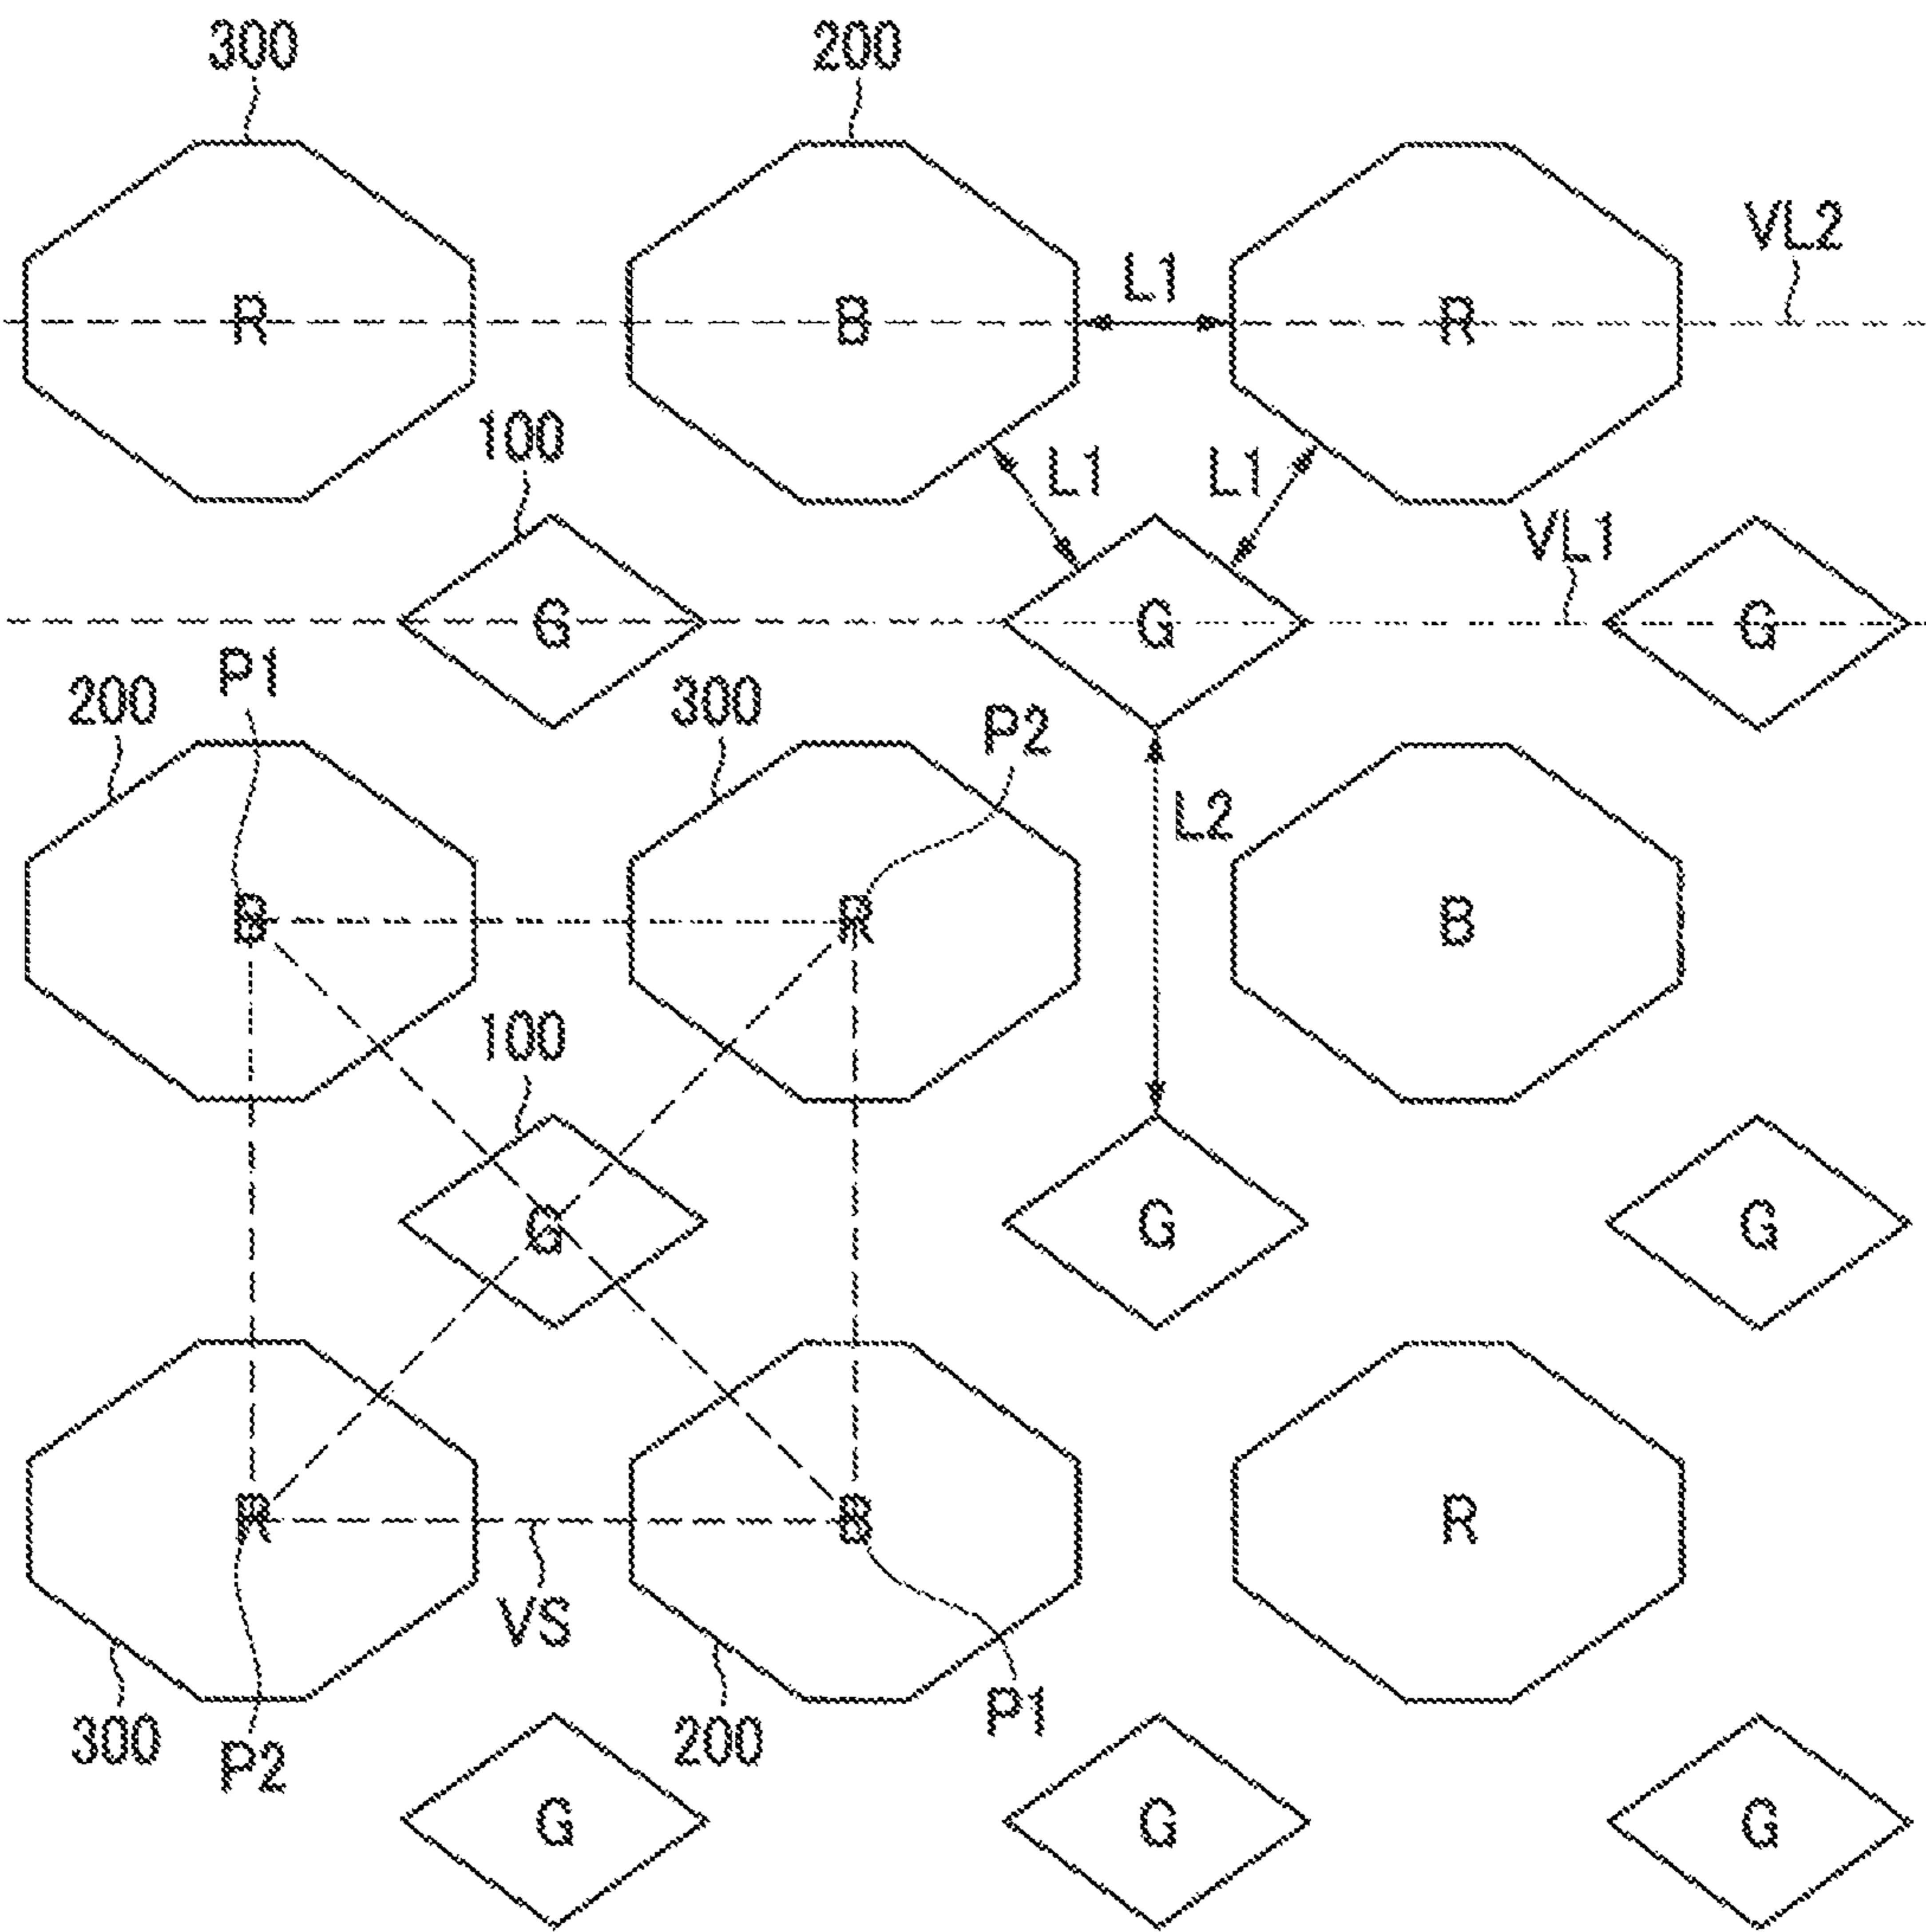 300 200
VL2
L1
R B R
100
L1 L1
VL1
G G G
P1
200 300 P2
L2
B R B
100
G G G
R B R
VS
300 P2 200 P1
G G G